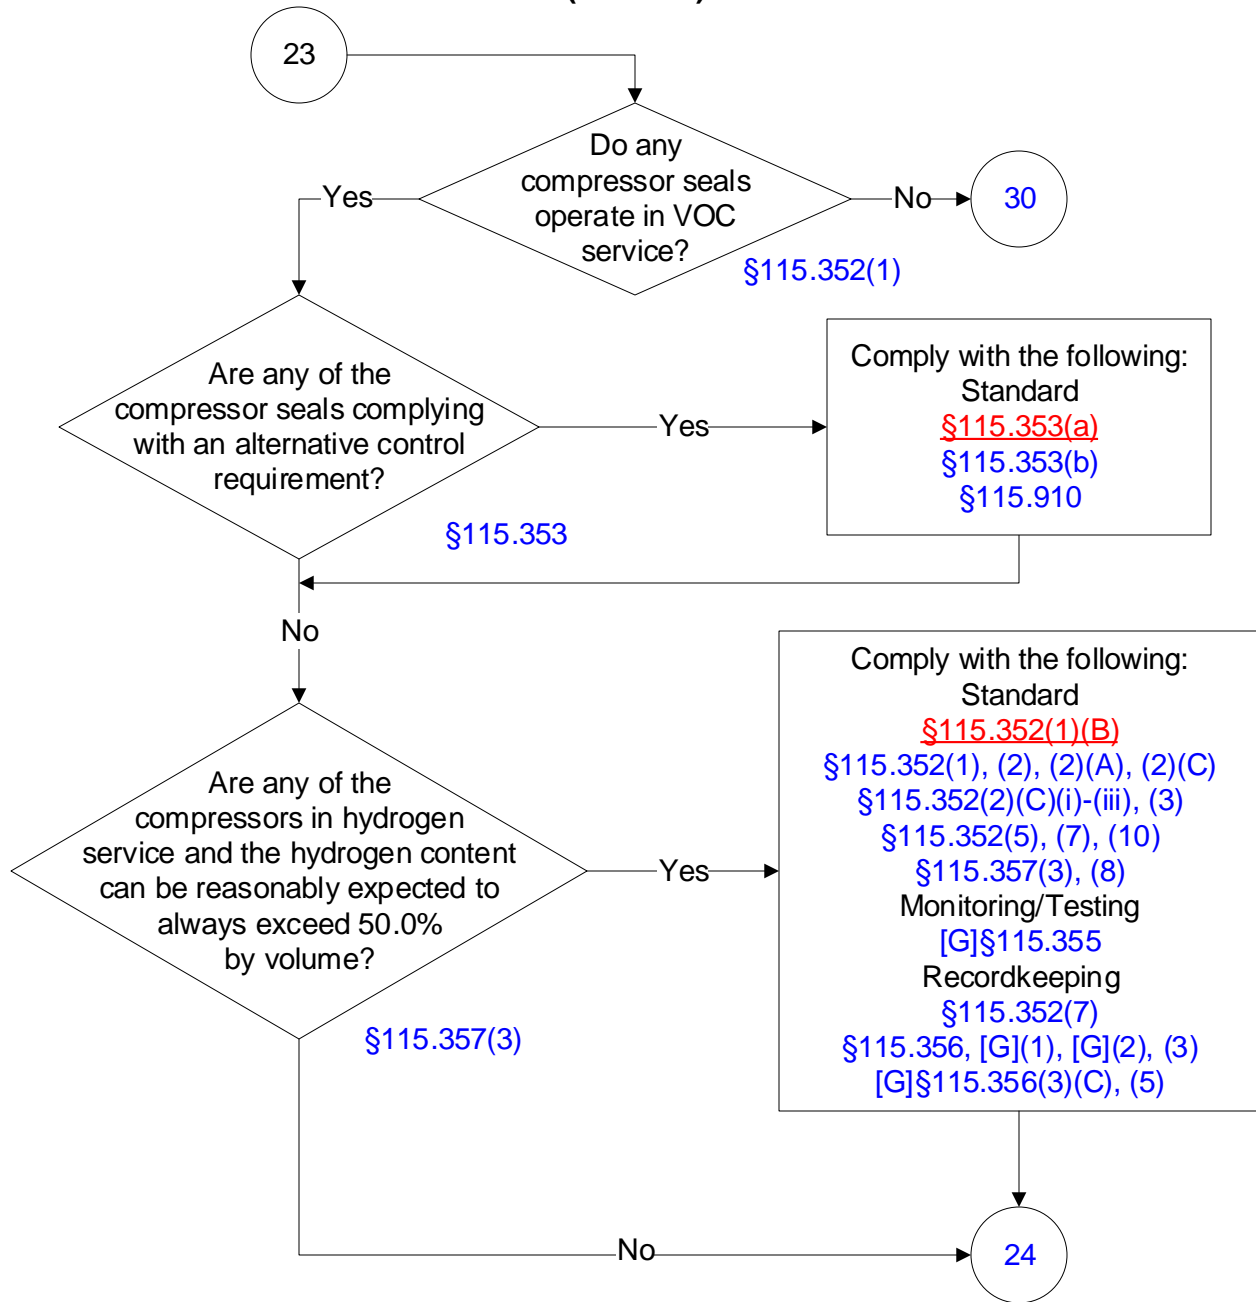 23
Do any
compressor seals
operate in VOC
service?
Yes
No
30
§115.352(1)
Are any of the
compressor seals complying
with an alternative control
requirement?
Yes
§115.353
Comply with the following:
Standard
§115.353(a)
§115.353(b)
§115.910
No
Are any of the
compressors in hydrogen
service and the hydrogen content
can be reasonably expected to
always exceed 50.0%
by volume?
Yes
§115.357(3)
Comply with the following:
Standard
§115.352(1)(B)
§115.352(1), (2), (2)(A), (2)(C)
§115.352(2)(C)(i)-(iii), (3)
§115.352(5), (7), (10)
§115.357(3), (8)
Monitoring/Testing
[G]§115.355
Recordkeeping
§115.352(7)
§115.356, [G](1), [G](2), (3)
[G]§115.356(3)(C), (5)
No
24